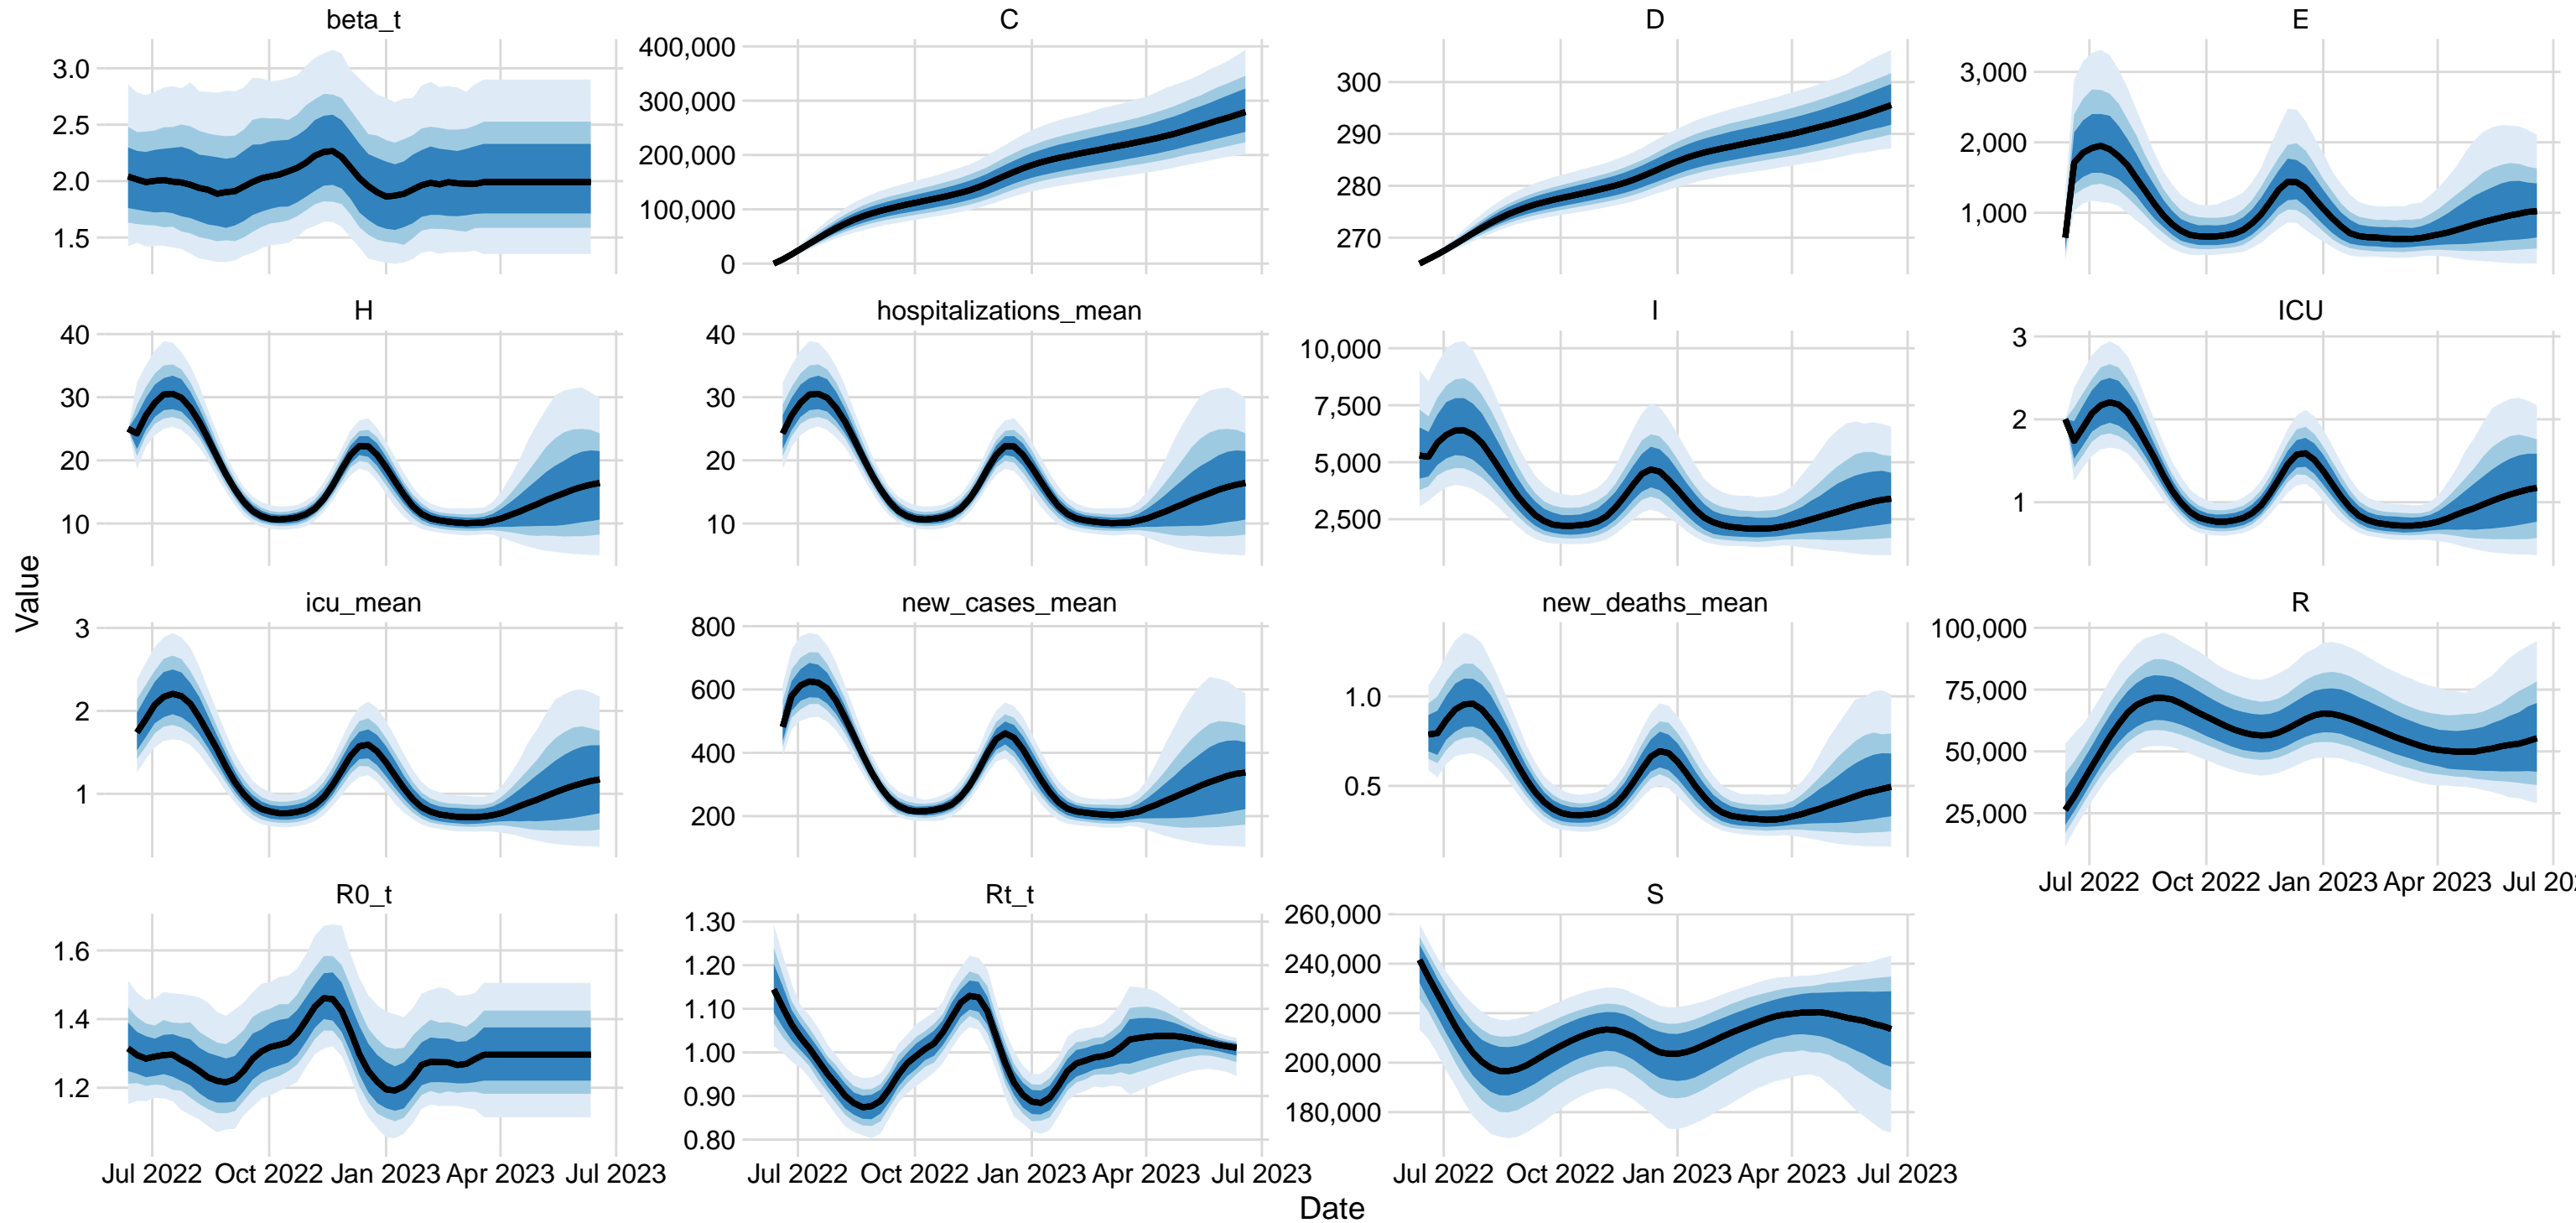 beta_t
C
D
E
3.0
2.5
2.0
1.5
400,000
300,000
200,000
100,000
0
300
290
280
270
3,000
2,000
1,000
H
hospitalizations_mean
I
ICU
40
30
20
10
40
30
20
10
10,000
7,500
5,000
2,500
3
2
1
Value
icu_mean
new_cases_mean
new_deaths_mean
R
3
2
1
800
600
400
200
1.0
0.5
100,000
75,000
50,000
25,000
Jul 2022 Oct 2022 Jan 2023 Apr 2023 Jul 202
R0_t
Rt_t
S
1.6
1.4
1.2
1.30
1.20
1.10
1.00
0.90
0.80
260,000
240,000
220,000
200,000
180,000
Jul 2022 Oct 2022 Jan 2023 Apr 2023 Jul 2023
Jul 2022 Oct 2022 Jan 2023 Apr 2023 Jul 2023
Jul 2022 Oct 2022 Jan 2023 Apr 2023 Jul 2023
Date